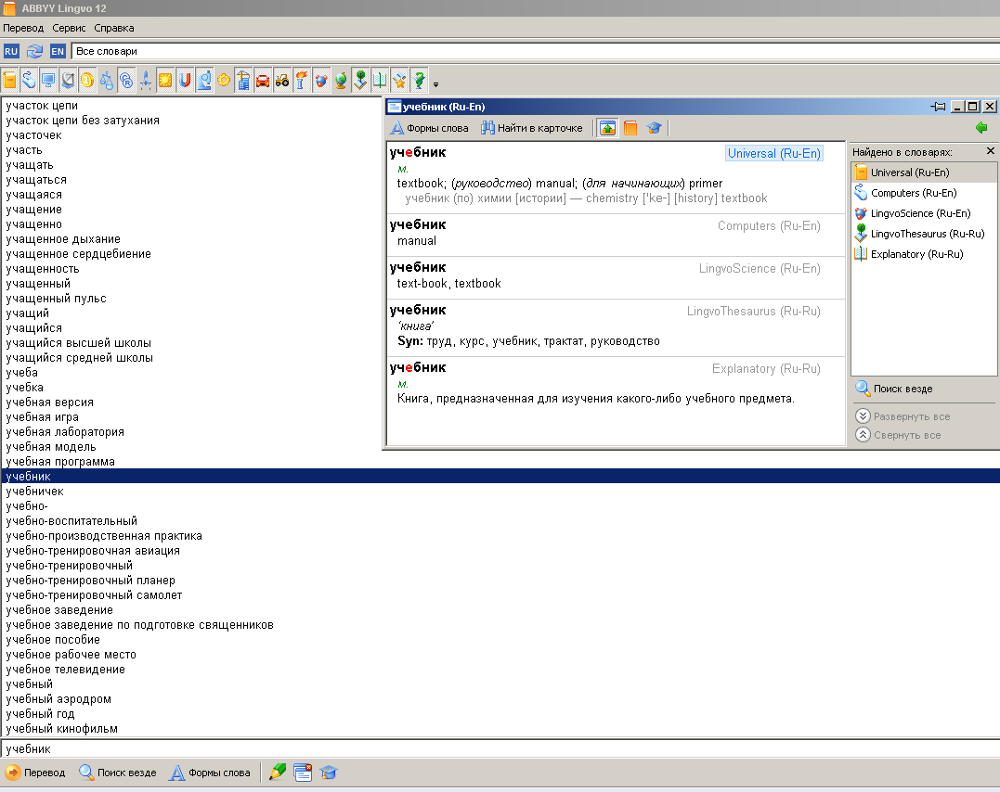 ABBYY Lingvo 12
Перевод Сервис Справка
RU EN Все словари
участок цепи
участок цепи без затухания
участочек
участь
учащать
учащаться
учащаяся
учащение
учащенно
учащенное дыхание
учащенное сердцебиение
учащенность
учащенный
учащенный пульс
учащий
учащийся
учащийся высшей школы
учащийся средней школы
учеба
учебка
учебная версия
учебная игра
учебная лаборатория
учебная модель
учебная программа
учебник
учебничек
учебно-
учебно-воспитательный
учебно-производственная практика
учебно-тренировочная авиация
учебно-тренировочный
учебно-тренировочный планер
учебно-тренировочный самолет
учебное заведение
учебное заведение по подготовке священников
учебное пособие
учебное рабочее место
учебное телевидение
учебный
учебный аэродром
учебный год
учебный кинофильм
учебник
Перевод Поиск везде Формы слова
учебник (Ru-En)
Формы слова Найти в карточке
учебник Universal (Ru-En)
м.
textbook; (руководство) manual; (для начинающих) primer
учебник (по) химии [истории] — chemistry ['ke-] [history] textbook
учебник Computers (Ru-En)
manual
учебник LingvoScience (Ru-En)
text-book, textbook
учебник LingvoThesaurus (Ru-Ru)
‘книга’
Syn: труд, курс, учебник, трактат, руководство
учебник Explanatory (Ru-Ru)
м.
Книга, предназначенная для изучения какого-либо учебного предмета.
Найдено в словарях:
Universal (Ru-En)
Computers (Ru-En)
LingvoScience (Ru-En)
LingvoThesaurus (Ru-Ru)
Explanatory (Ru-Ru)
Поиск везде
Развернуть все
Свернуть все